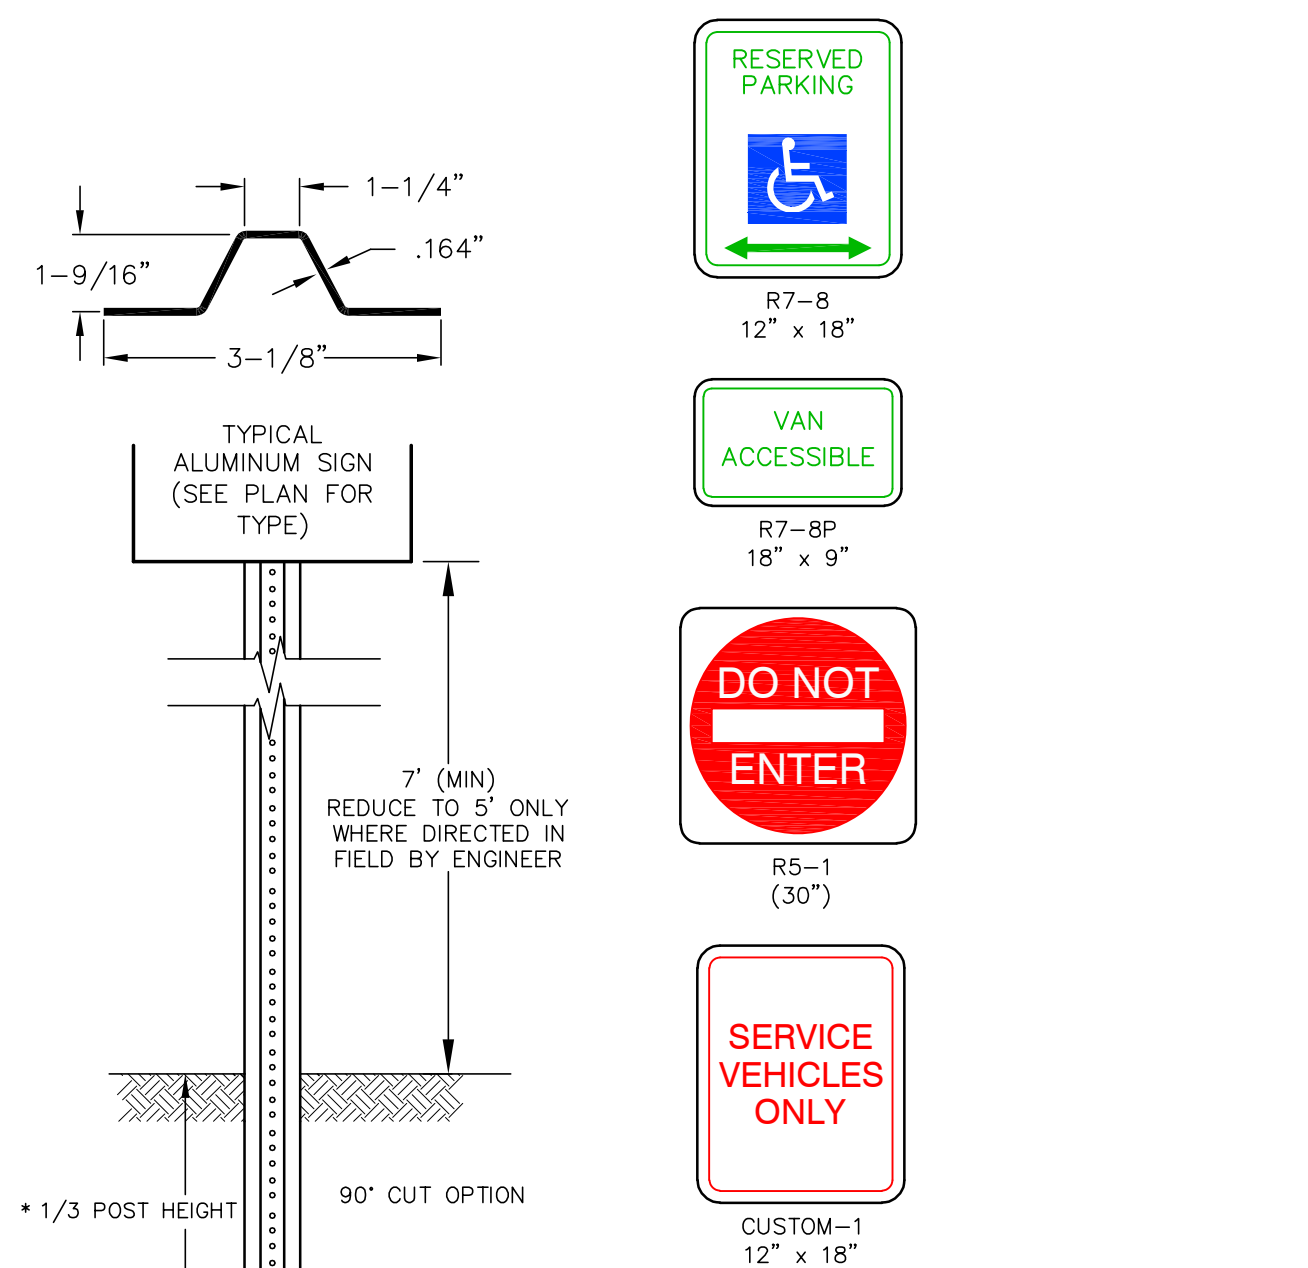 1-1/4"
.164"
1-9/16"
3-1/8"
TYPICAL
ALUMINUM SIGN
(SEE PLAN FOR
TYPE)
7' (MIN)
REDUCE TO 5' ONLY
WHERE DIRECTED IN
FIELD BY ENGINEER
* 1/3 POST HEIGHT
90° CUT OPTION
RESERVED
PARKING
R7-8
12" x 18"
VAN
ACCESSIBLE
R7-8P
18" x 9"
DO NOT
ENTER
R5-1
(30")
SERVICE
VEHICLES
ONLY
CUSTOM-1
12" x 18"